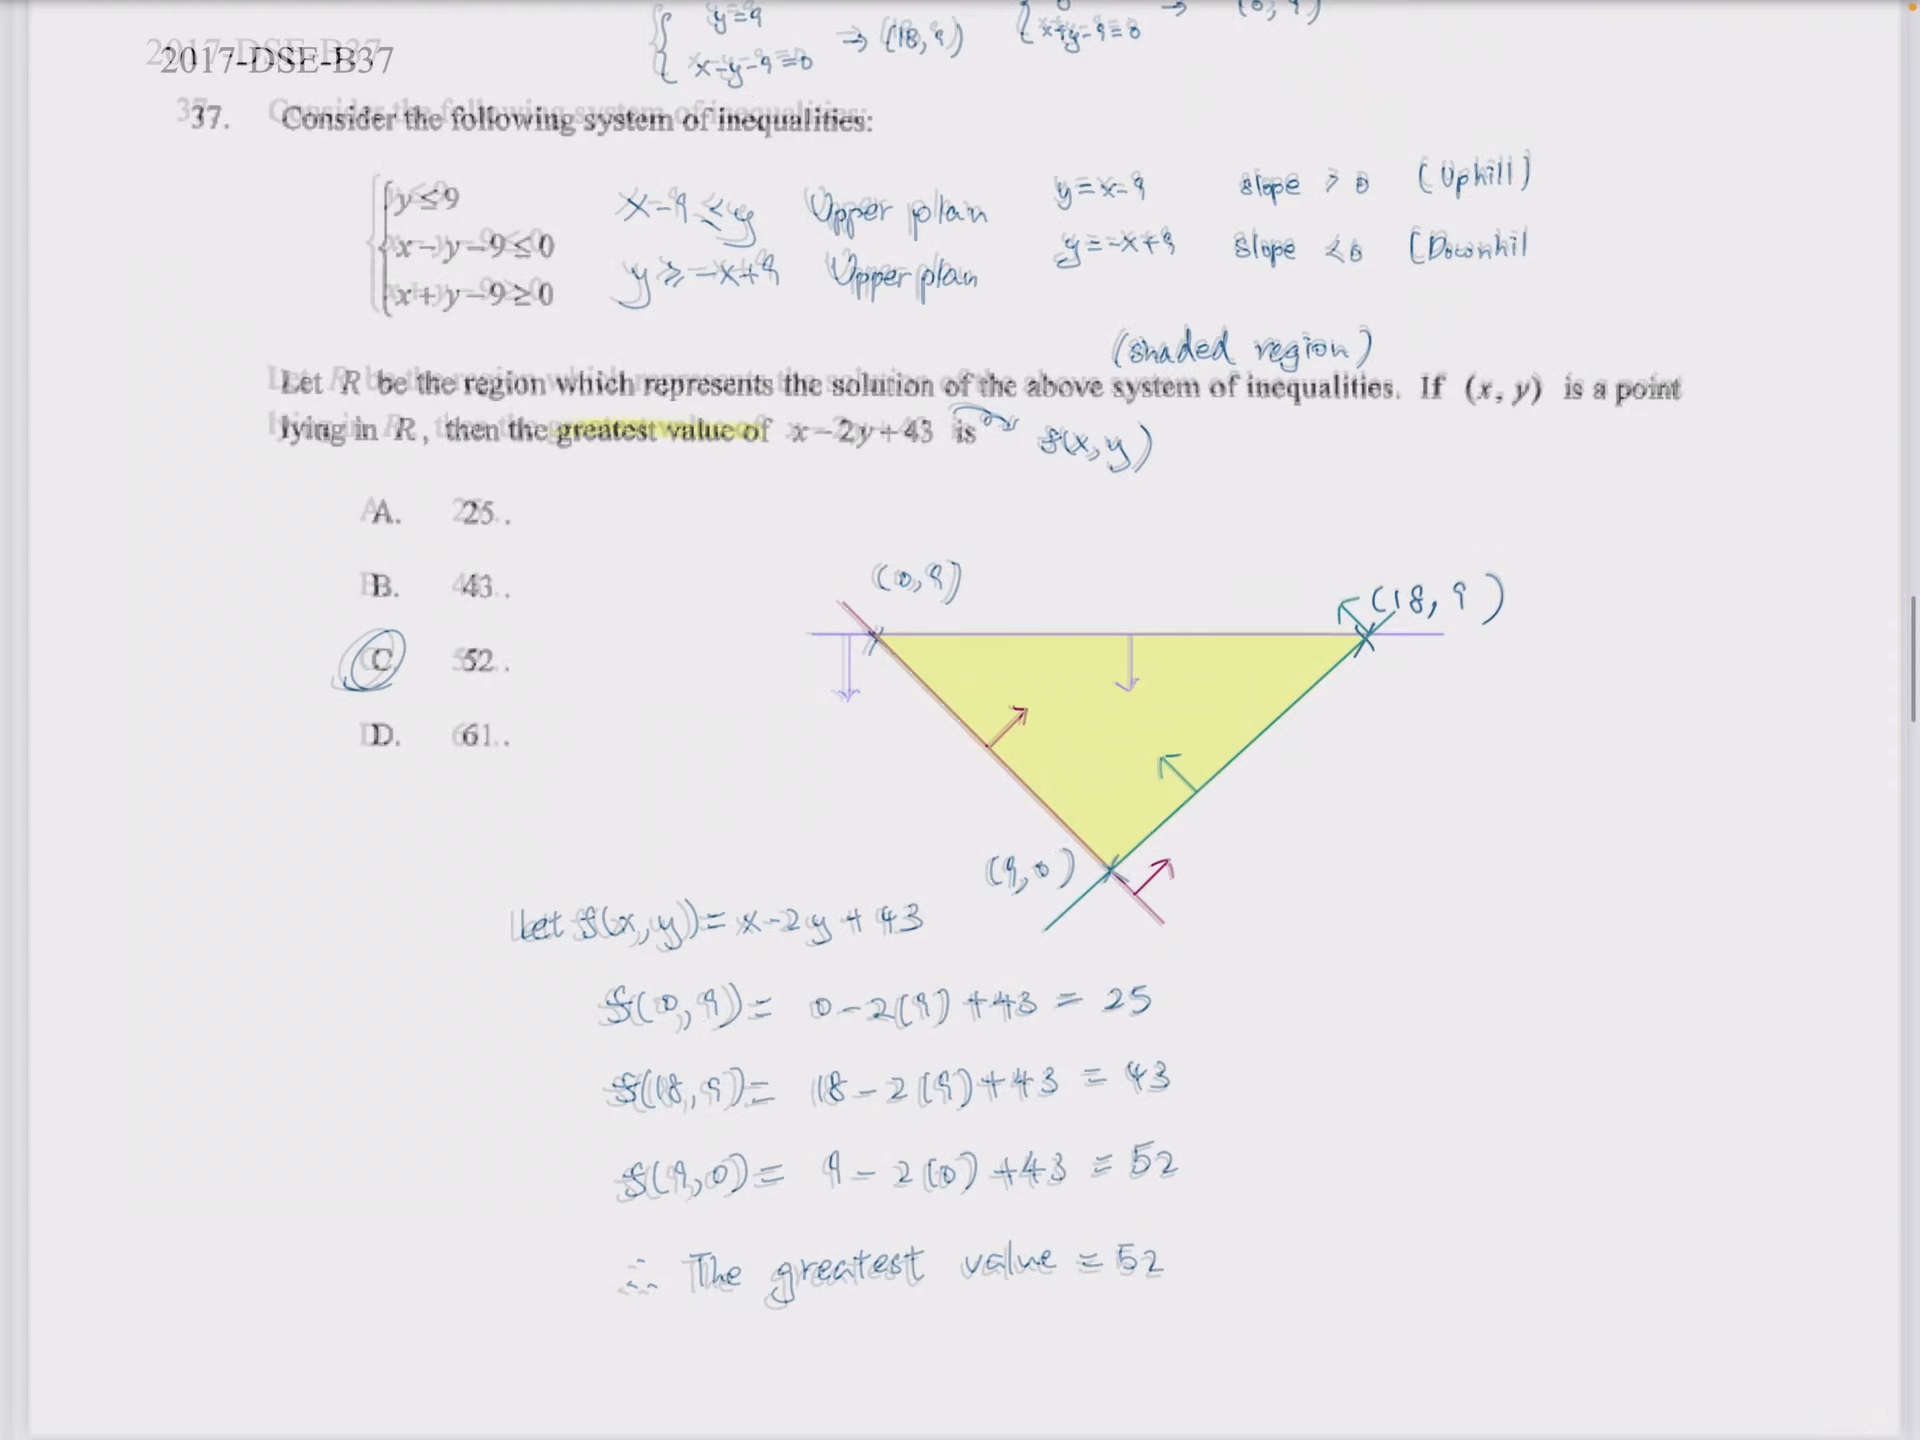 y=9
x-y-9=0 ⇒ (18,9)
x+y-9=0 ⇒ (0,9)
2017-DSE-B37
37. Consider the following system of inequalities:
y≤9
x-9≤y Upper plan y=x-9 slope > 0 (Uphill)
x-y-9≤0
y≥-x+9 Upper plan y=-x+9 slope <0 (Downhil
x+y-9≥0
(shaded region)
Let R be the region which represents the solution of the above system of inequalities. If (x, y) is a point
lying in R, then the greatest value of x-2y+43 is f(x,y)
A. 25.
B. 43.
C. 52.
D. 61.
(0,9)
(18,9)
(9,0)
Let f(x,y)= x-2y+43
f(0,9)= 0-2(9)+43 = 25
f(18,9)= 18-2(9)+43 = 43
f(9,0)= 9-2(0)+43 = 52
∴ The greatest value = 52